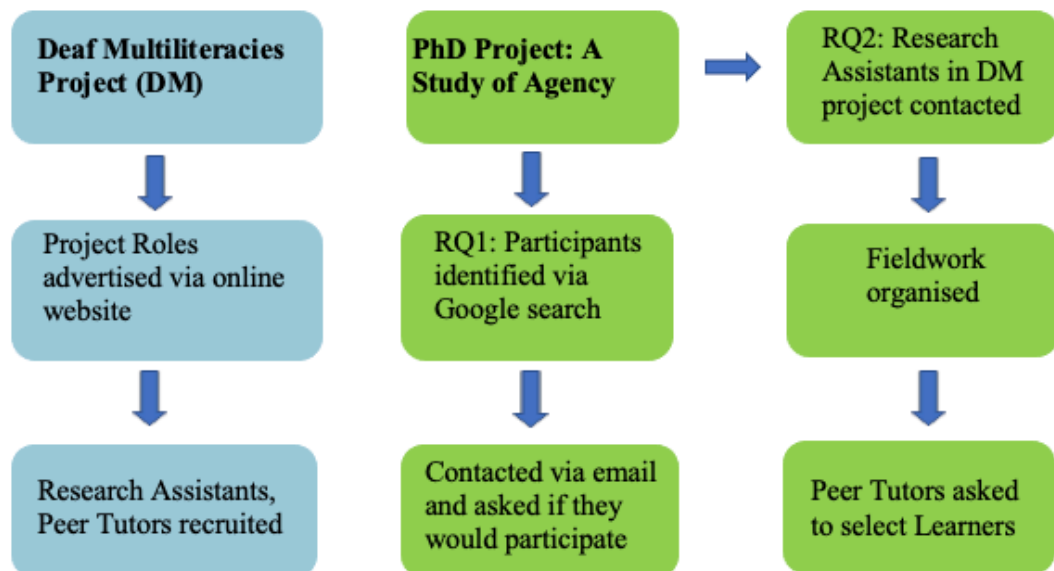 Deaf Multiliteracies
Project (DM)
Project Roles
advertised via online
website
Research Assistants,
Peer Tutors recruited
PhD Project: A
Study of Agency
RQ1: Participants
identified via
Google search
Contacted via email
and asked if they
would participate
RQ2: Research
Assistants in DM
project contacted
Fieldwork
organised
Peer Tutors asked
to select Learners